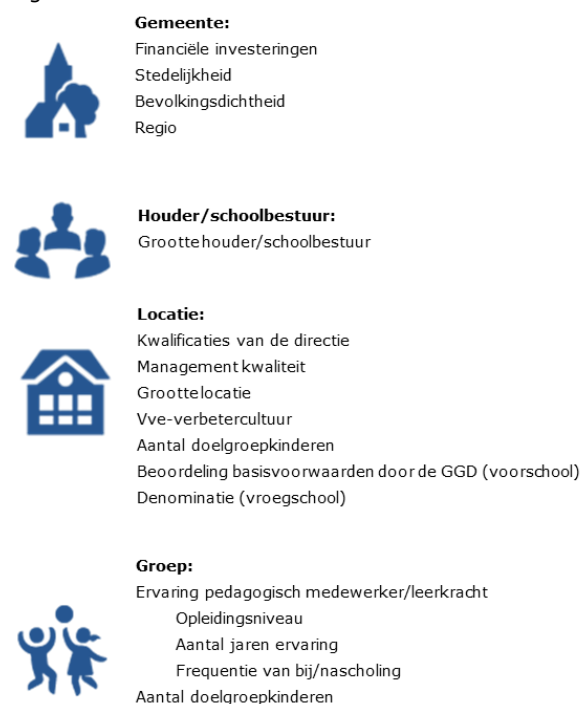 Gemeente:
Financiële investeringen
Stedelijkheid
Bevolkingsdichtheid
Regio
Houder/schoolbestuur:
Grootte houder/schoolbestuur
Locatie:
Kwalificaties van de directie
Management kwaliteit
Grootte locatie
Vve-verbetercultuur
Aantal doelgroepkinderen
Beoordeling basisvoorwaarden door de GGD (voorschool)
Denominatie (vroegschool)
Groep:
Ervaring pedagogisch medewerker/leerkracht
Opleidingsniveau
Aantal jaren ervaring
Frequentie van bij/nascholing
Aantal doelgroepkinderen